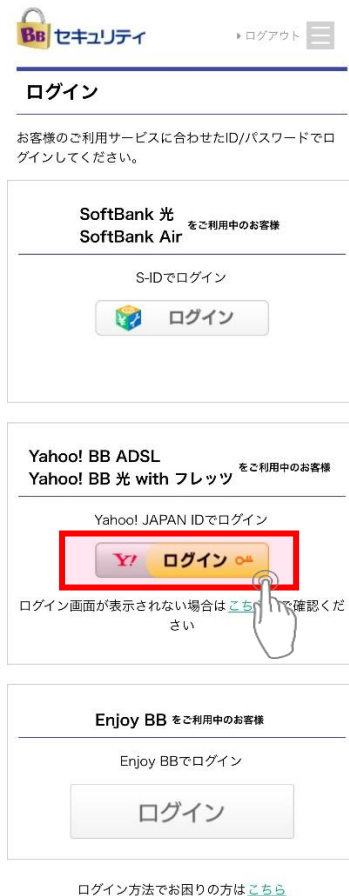 BB セキュリティ
ログアウト
ログイン
お客様のご利用サービスに合わせたID/パスワードでロ
グインしてください。
SoftBank 光
SoftBank Air をご利用中のお客様
S-IDでログイン
ログイン
Yahoo! BB ADSL
Yahoo! BB 光 with フレッツ をご利用中のお客様
Yahoo! JAPAN IDでログイン
Y! ログイン
ログイン画面が表示されない場合はこち で確認くだ
さい
Enjoy BB をご利用中のお客様
Enjoy BBでログイン
ログイン
ログイン方法でお困りの方はこちら